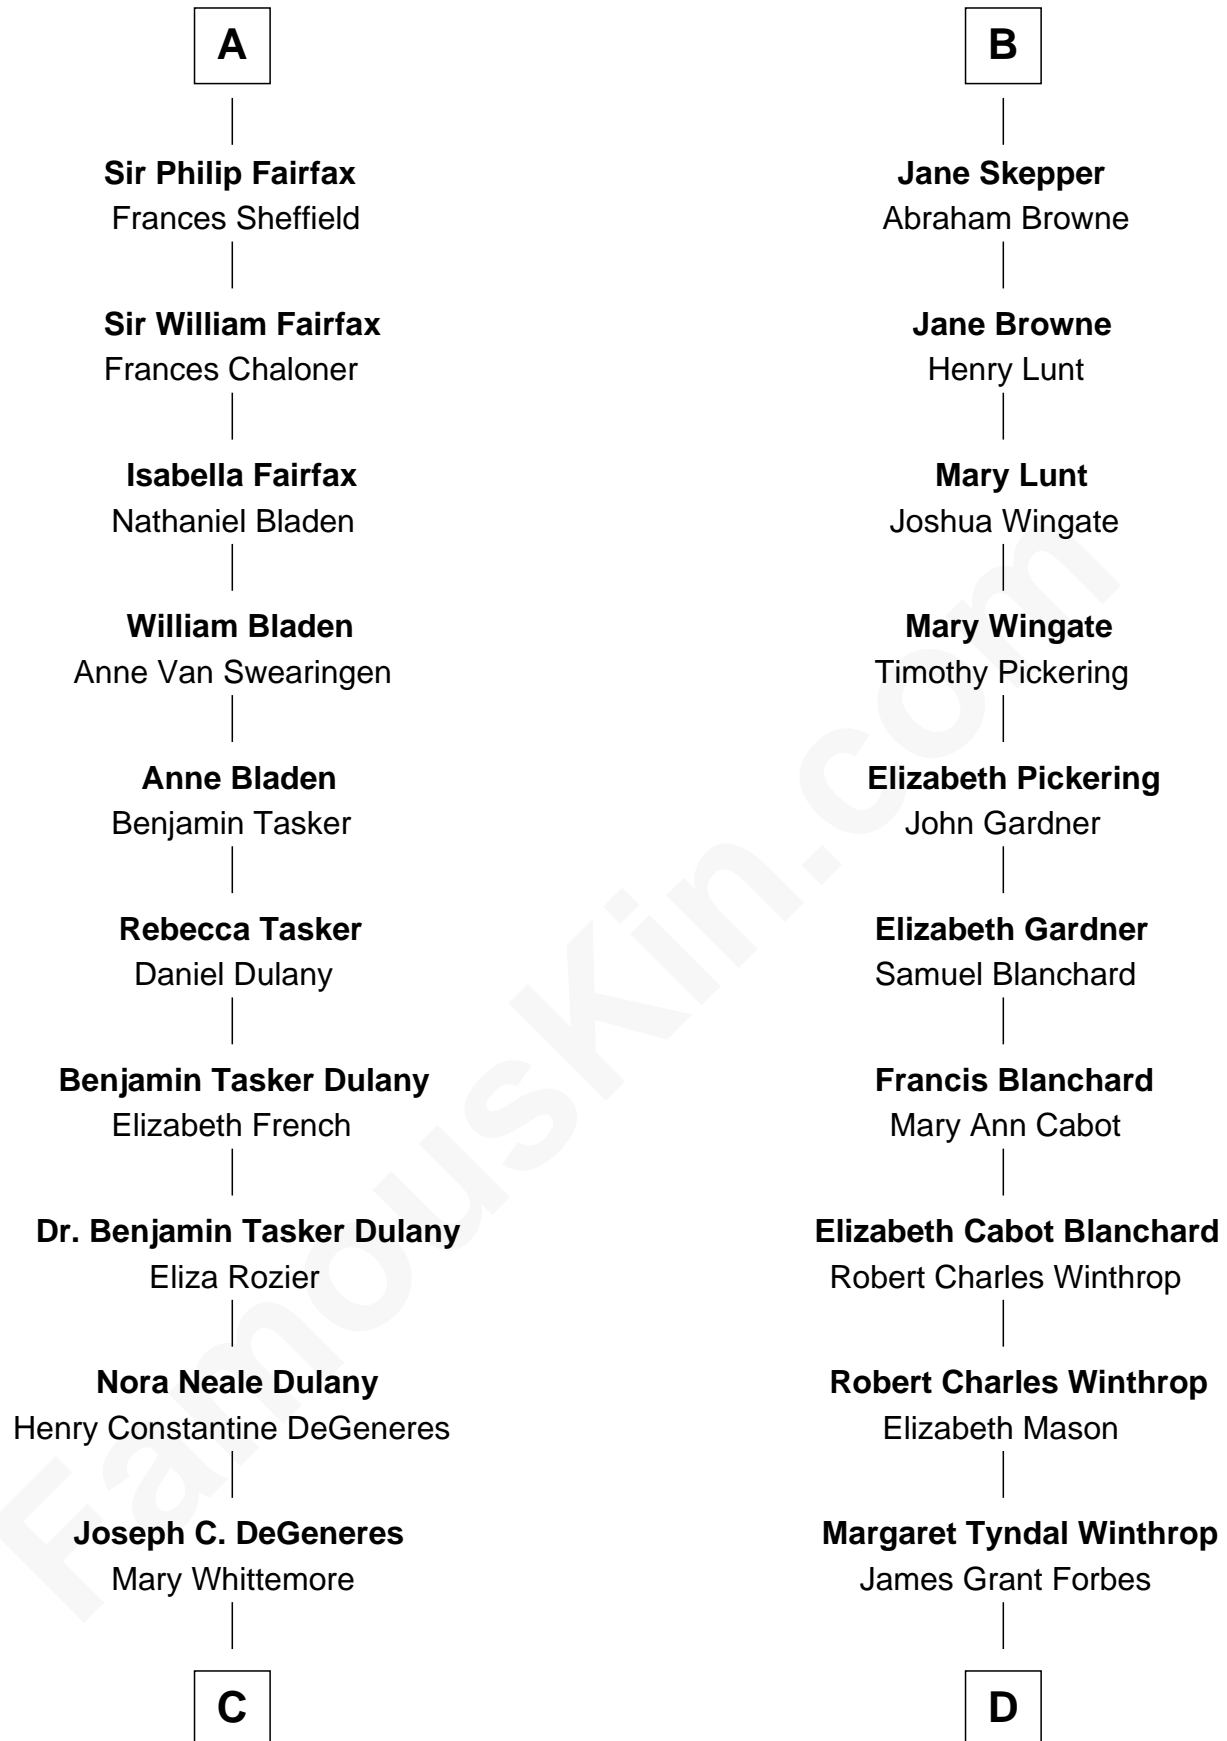 A
Sir Philip Fairfax
Frances Sheffield
Sir William Fairfax
Frances Chaloner
Isabella Fairfax
Nathaniel Bladen
William Bladen
Anne Van Swearingen
Anne Bladen
Benjamin Tasker
Rebecca Tasker
Daniel Dulany
Benjamin Tasker Dulany
Elizabeth French
Dr. Benjamin Tasker Dulany
Eliza Rozier
Nora Neale Dulany
Henry Constantine DeGeneres
Joseph C. DeGeneres
Mary Whittemore
C
B
Jane Skepper
Abraham Browne
Jane Browne
Henry Lunt
Mary Lunt
Joshua Wingate
Mary Wingate
Timothy Pickering
Elizabeth Pickering
John Gardner
Elizabeth Gardner
Samuel Blanchard
Francis Blanchard
Mary Ann Cabot
Elizabeth Cabot Blanchard
Robert Charles Winthrop
Robert Charles Winthrop
Elizabeth Mason
Margaret Tyndal Winthrop
James Grant Forbes
D
FamousKin.com